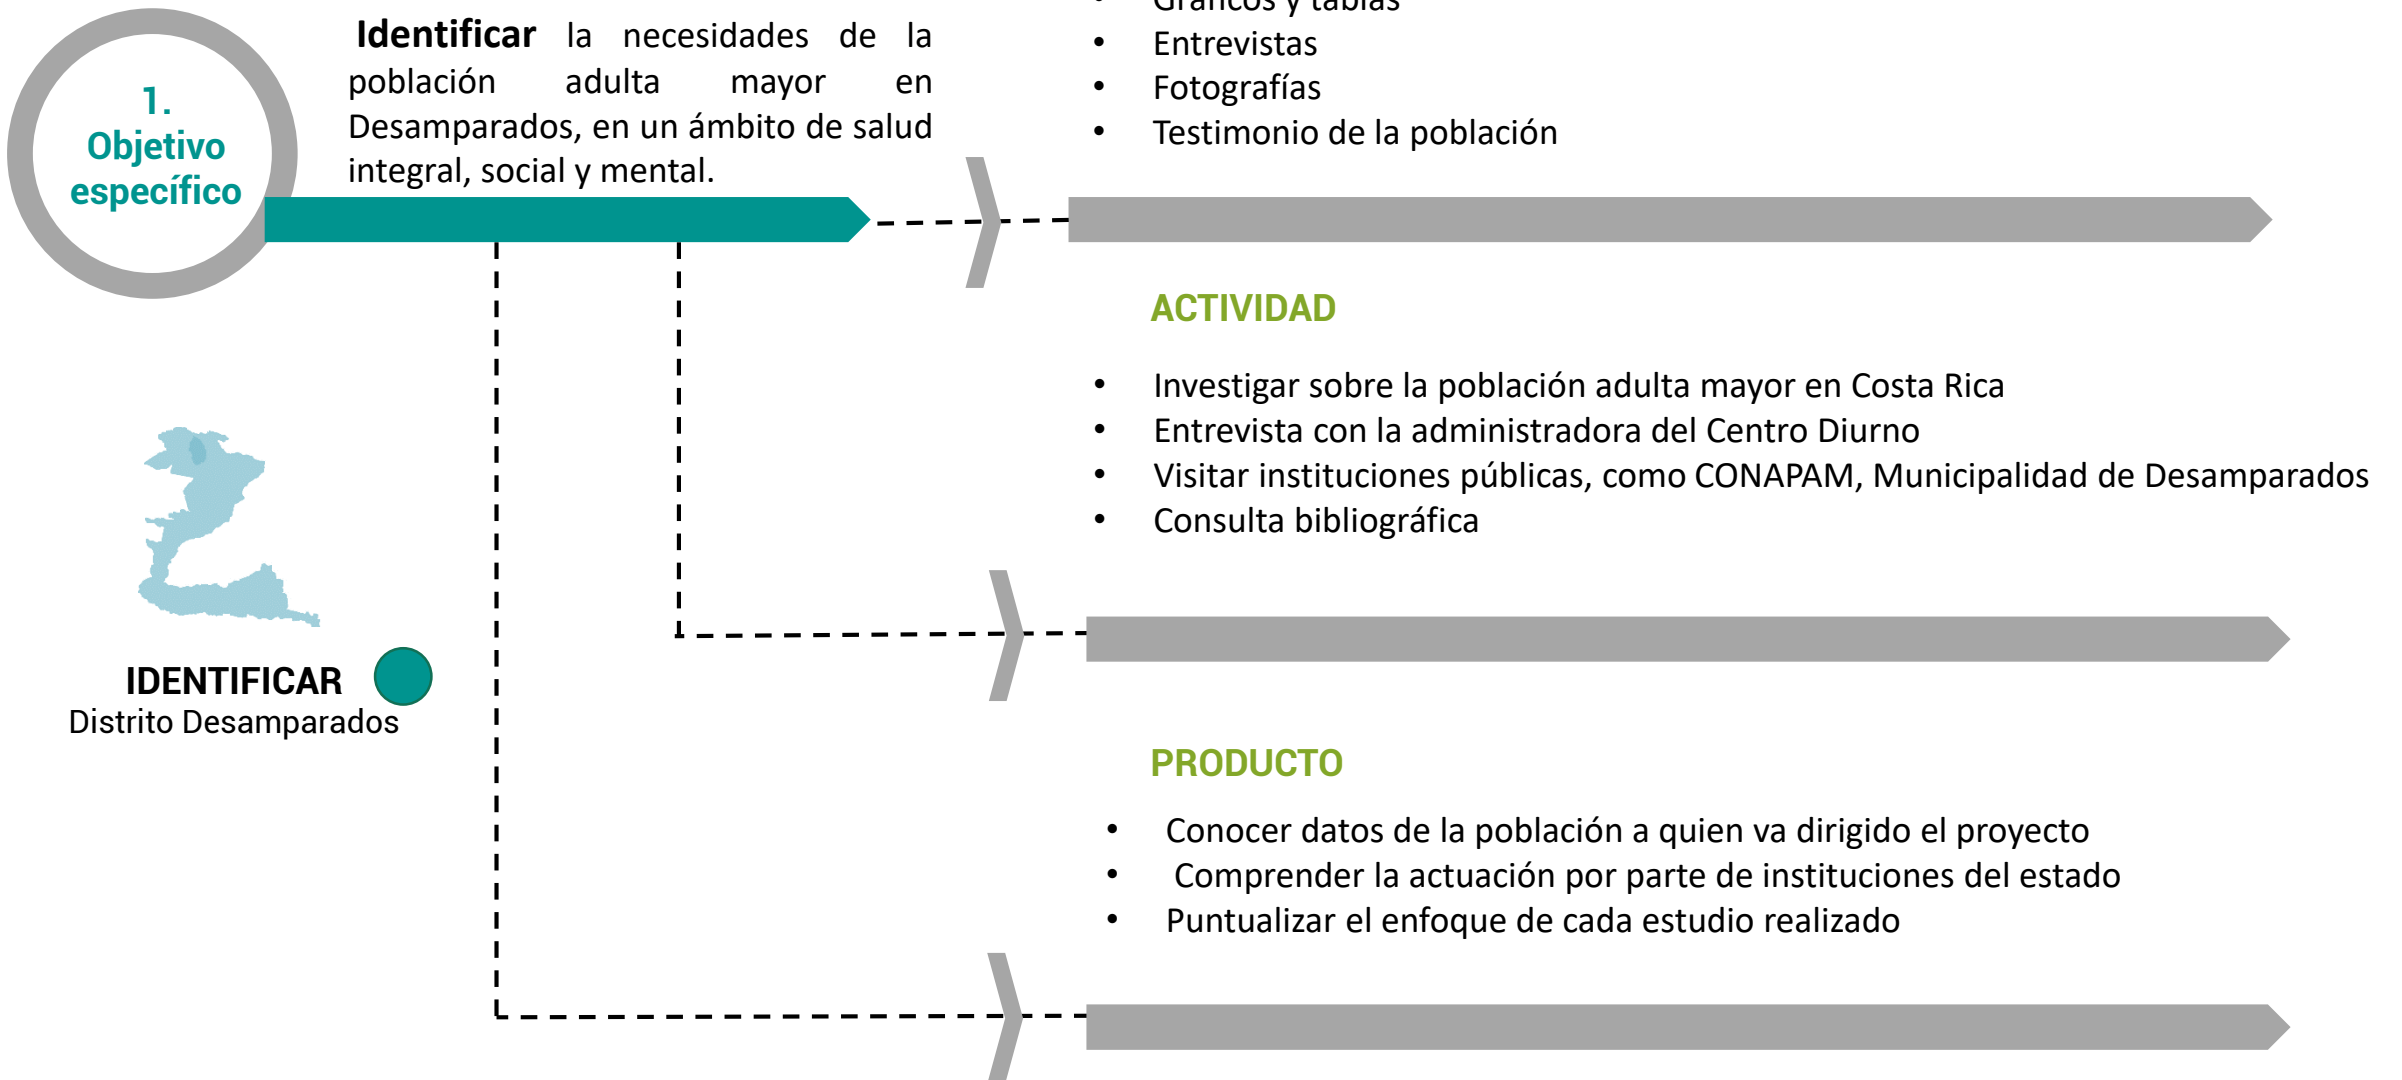 1.
Objetivo
específico
Identificar la necesidades de la
población adulta mayor en
Desamparados, en un ámbito de salud
integral, social y mental.
• Gráficos y tablas
• Entrevistas
• Fotografías
• Testimonio de la población
ACTIVIDAD
• Investigar sobre la población adulta mayor en Costa Rica
• Entrevista con la administradora del Centro Diurno
• Visitar instituciones públicas, como CONAPAM, Municipalidad de Desamparados
• Consulta bibliográfica
IDENTIFICAR
Distrito Desamparados
PRODUCTO
• Conocer datos de la población a quien va dirigido el proyecto
• Comprender la actuación por parte de instituciones del estado
• Puntualizar el enfoque de cada estudio realizado